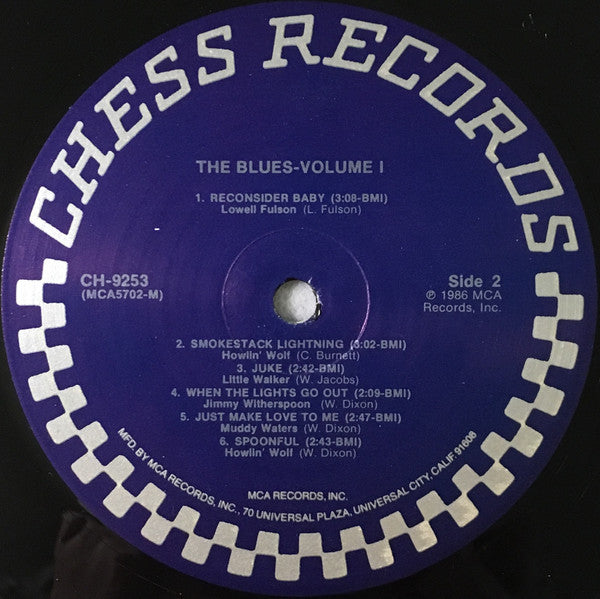 CHESS RECORDS
THE BLUES-VOLUME I
1. RECONSIDER BABY (3:08-BMI)
Lowell Fulson (L. Fulson)
CH-9253
(MCA5702-M)
Side 2
℗ 1986 MCA
Records, Inc.
2. SMOKESTACK LIGHTNING (3:02-BMI)
Howlin' Wolf (C. Burnett)
3. JUKE (2:42-BMI)
Little Walker (W. Jacobs)
4. WHEN THE LIGHTS GO OUT (2:09-BMI)
Jimmy Witherspoon (W. Dixon)
5. JUST MAKE LOVE TO ME (2:47-BMI)
Muddy Waters (W. Dixon)
6. SPOONFUL (2:43-BMI)
Howlin' Wolf (W. Dixon)
MCA RECORDS, INC.
MFD. BY MCA RECORDS, INC., 70 UNIVERSAL PLAZA, UNIVERSAL CITY, CALIF. 91608